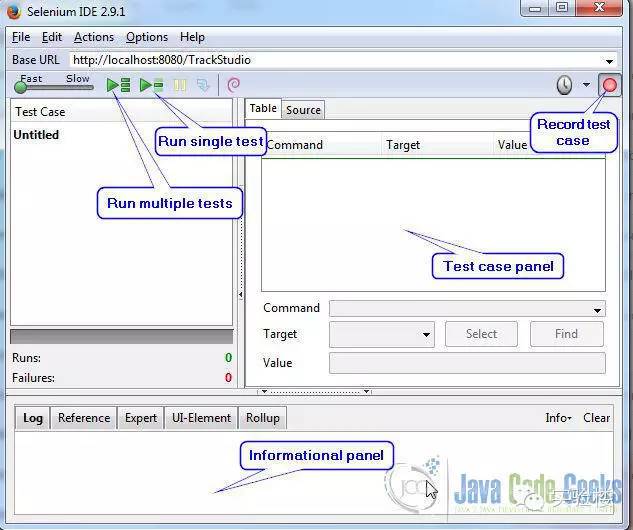 Selenium IDE 2.9.1
File Edit Actions Options Help
Base URL http://localhost:8080/TrackStudio
Fast Slow
Record test
case
Test Case
Table Source
Untitled
Run single test
Command Target Value
Run multiple tests
Test case panel
Command
Target Select Find
Value
Runs: 0
Failures: 0
Log Reference Expert UI-Element Rollup Info Clear
Informational panel
Java Code Geeks